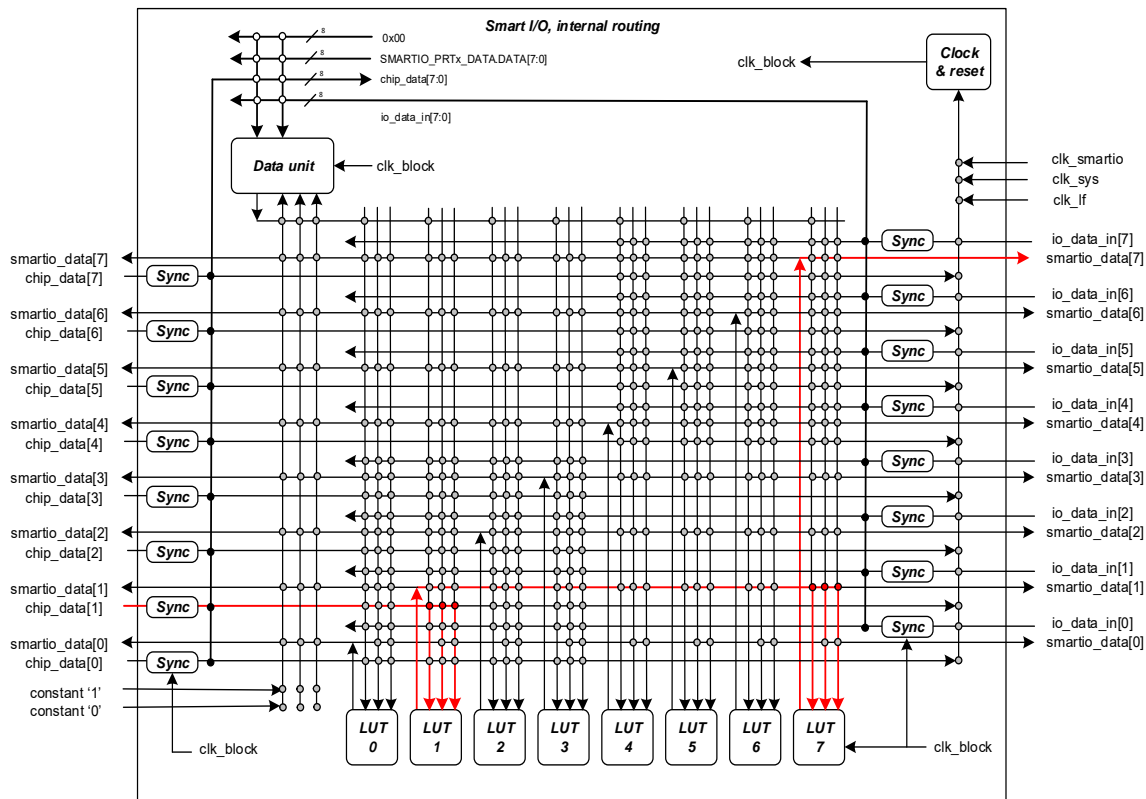 Smart I/O, internal routing
8
0x00
8
SMARTIO_PRTx_DATA.DATA[7:0]
8
chip_data[7:0]
8
io_data_in[7:0]
clk_block
Clock
& reset
Data unit
clk_block
clk_smartio
clk_sys
clk_lf
smartio_data[7]
chip_data[7]
Sync
Sync
io_data_in[7]
smartio_data[7]
smartio_data[6]
chip_data[6]
Sync
Sync
io_data_in[6]
smartio_data[6]
smartio_data[5]
chip_data[5]
Sync
Sync
io_data_in[5]
smartio_data[5]
smartio_data[4]
chip_data[4]
Sync
Sync
io_data_in[4]
smartio_data[4]
smartio_data[3]
chip_data[3]
Sync
Sync
io_data_in[3]
smartio_data[3]
smartio_data[2]
chip_data[2]
Sync
Sync
io_data_in[2]
smartio_data[2]
smartio_data[1]
chip_data[1]
Sync
Sync
io_data_in[1]
smartio_data[1]
smartio_data[0]
chip_data[0]
Sync
Sync
io_data_in[0]
smartio_data[0]
constant '1'
constant '0'
clk_block
LUT
0
LUT
1
LUT
2
LUT
3
LUT
4
LUT
5
LUT
6
LUT
7
clk_block